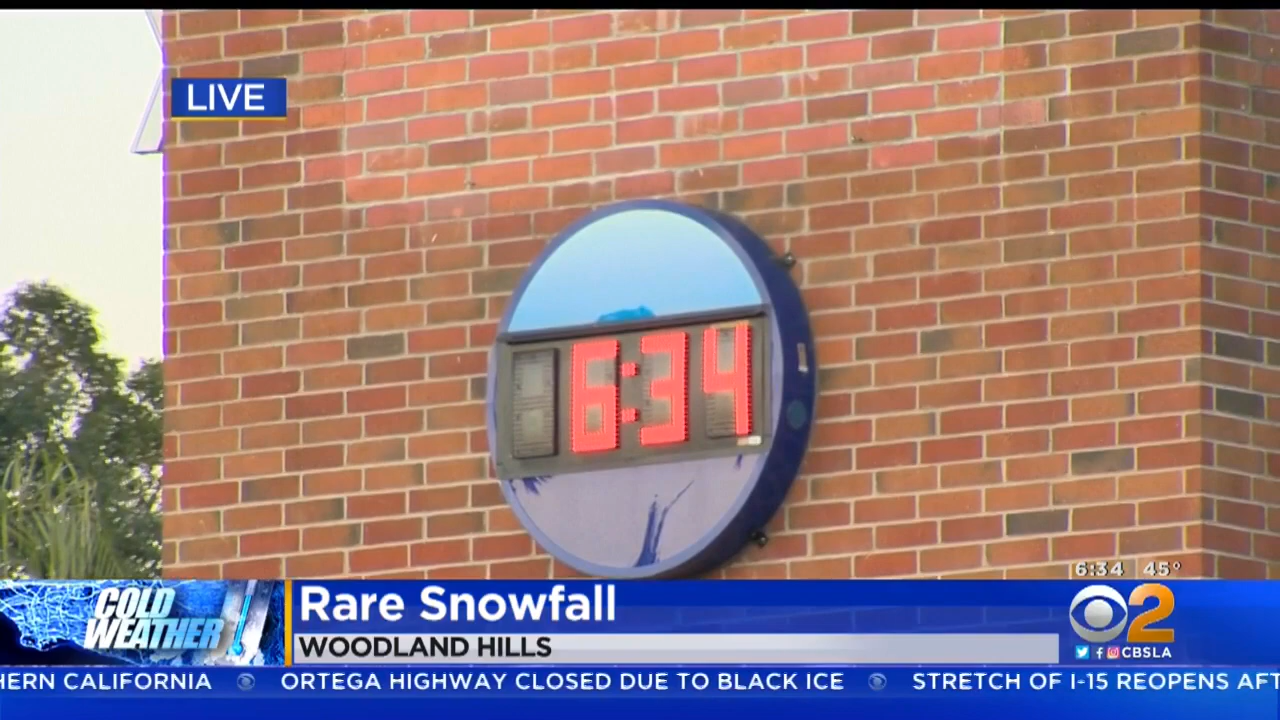 LIVE
6:34
6:34 45°
COLD
WEATHER
Rare Snowfall
WOODLAND HILLS
2
CBSLA
HERN CALIFORNIA ORTEGA HIGHWAY CLOSED DUE TO BLACK ICE STRETCH OF I-15 REOPENS AFT